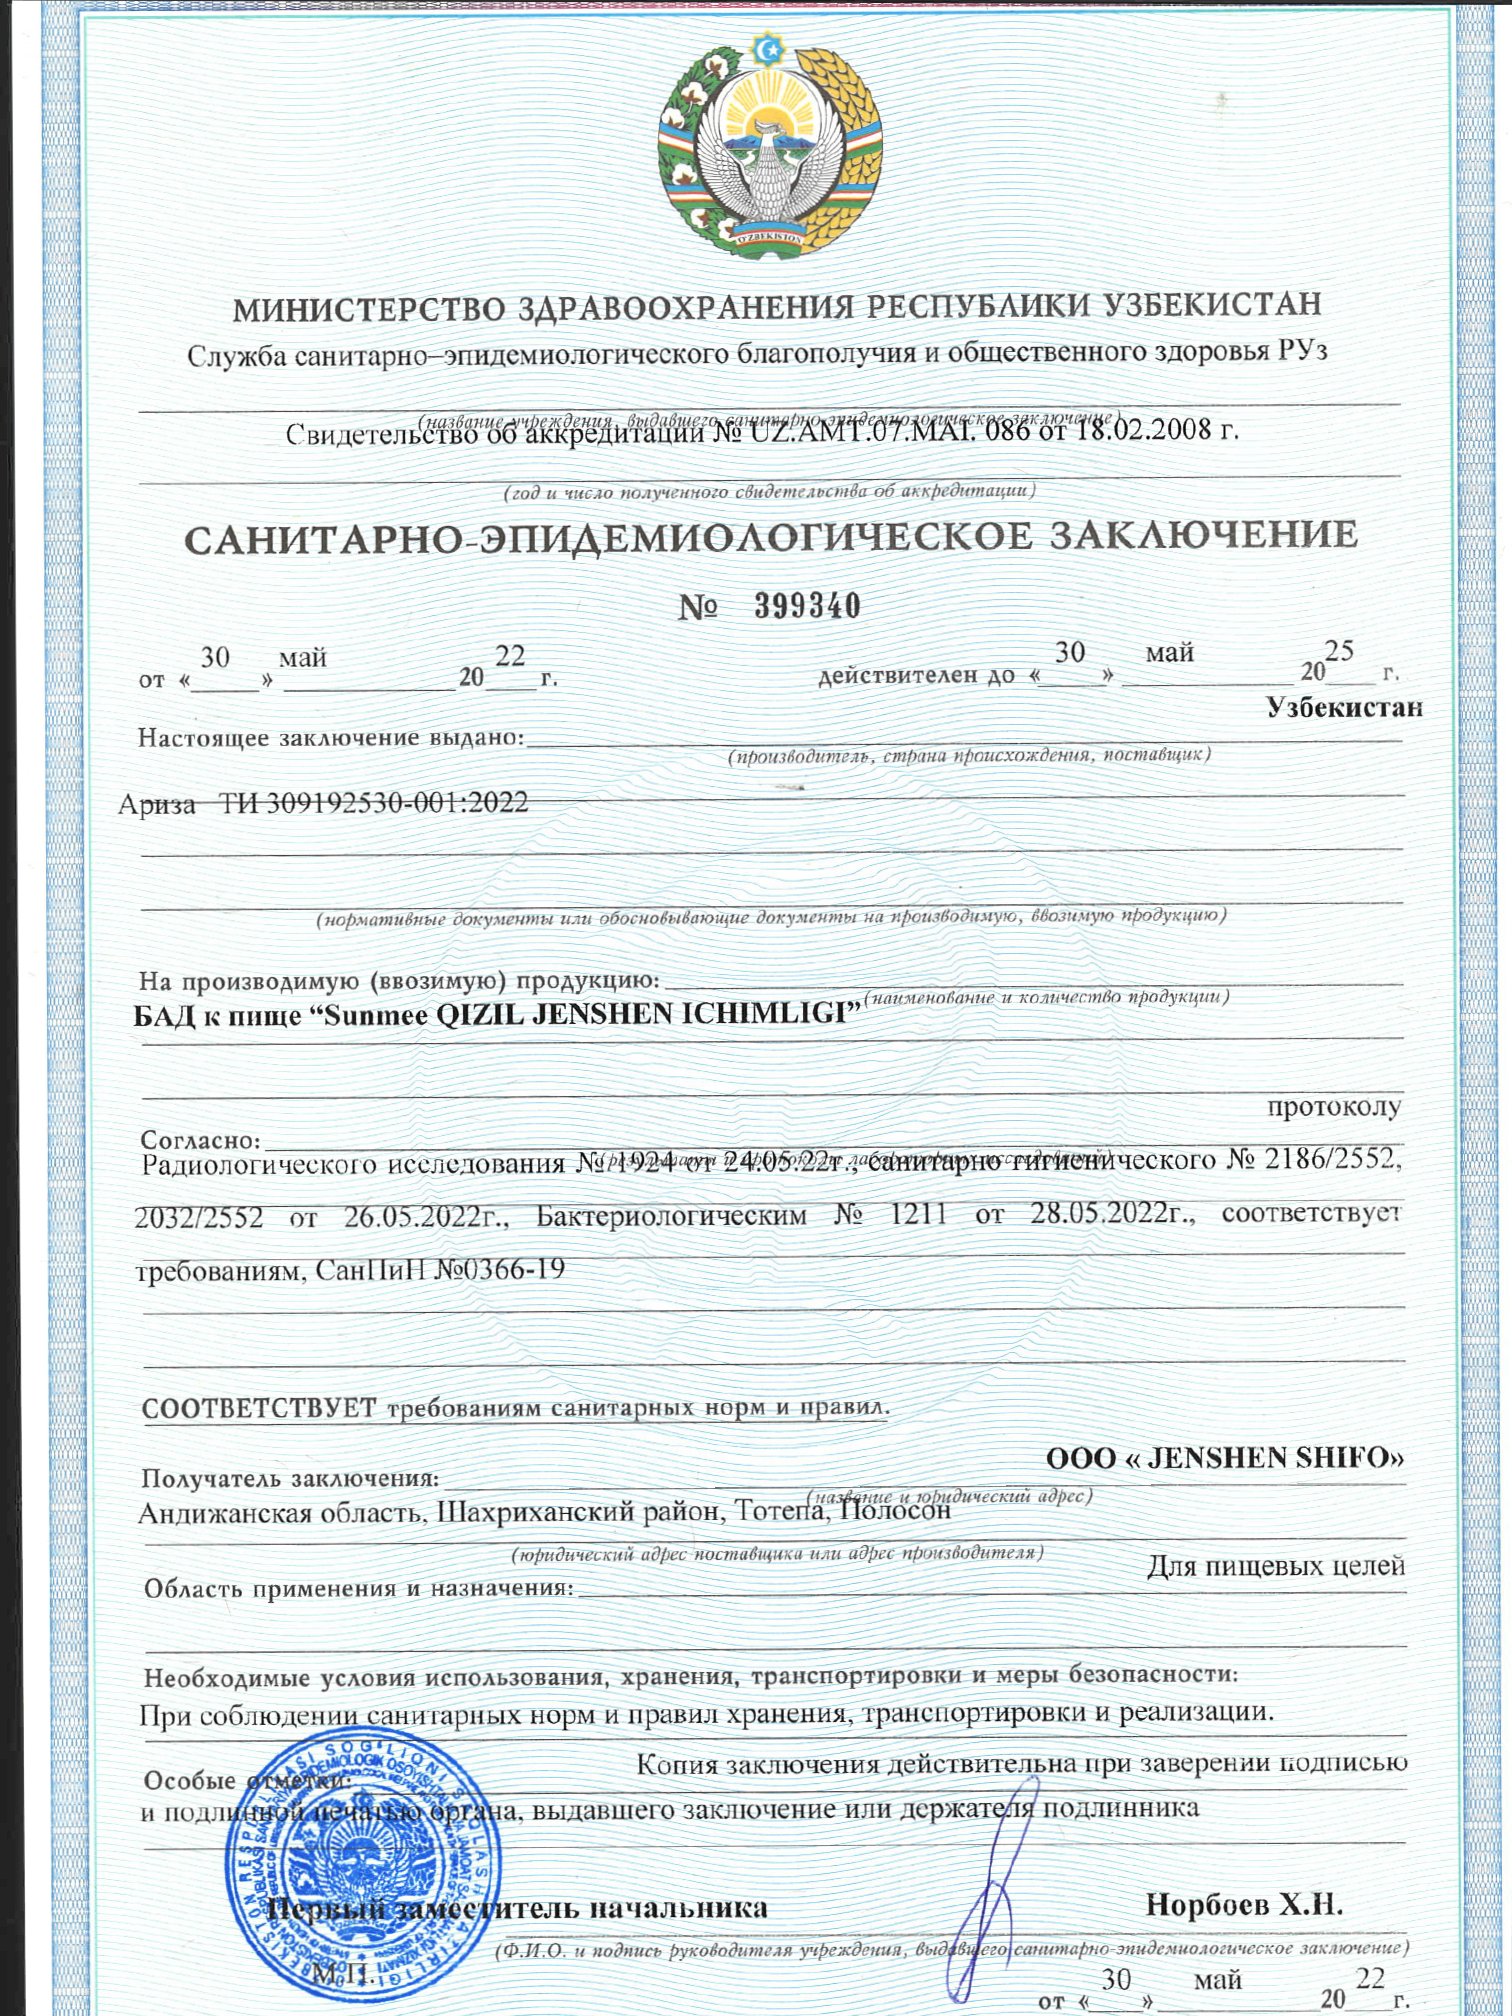 O'ZBEKISTON
МИНИСТЕРСТВО ЗДРАВООХРАНЕНИЯ РЕСПУБЛИКИ УЗБЕКИСТАН
Служба санитарно–эпидемиологического благополучия и общественного здоровья РУз
(название учреждения, выдавшего санитарно-эпидемиологическое заключение)
Свидетельство об аккредитации № UZ.AMT.07.MAI. 086 от 18.02.2008 г.
(год и число полученного свидетельства об аккредитации)
САНИТАРНО-ЭПИДЕМИОЛОГИЧЕСКОЕ ЗАКЛЮЧЕНИЕ
№ 399340
от «30» май 2022 г. действителен до «30» май 2025 г.
Узбекистан
Настоящее заключение выдано:
(производитель, страна происхождения, поставщик)
Ариза ТИ 309192530-001:2022
(нормативные документы или обосновывающие документы на производимую, ввозимую продукцию)
На производимую (ввозимую) продукцию:
(наименование и количество продукции)
БАД к пище “Sunmee QIZIL JENSHEN ICHIMLIGI”
протоколу
Согласно:
Радиологического исследования № 1924 от 24.05.22г., санитарно гигиенического № 2186/2552,
2032/2552 от 26.05.2022г., Бактериологическим № 1211 от 28.05.2022г., соответствует
требованиям, СанПиН №0366-19
СООТВЕТСТВУЕТ требованиям санитарных норм и правил.
ООО « JENSHEN SHIFO»
Получатель заключения:
(название и юридический адрес)
Андижанская область, Шахриханский район, Тотепа, Полосон
(юридический адрес поставщика или адрес производителя)
Для пищевых целей
Область применения и назначения:
Необходимые условия использования, хранения, транспортировки и меры безопасности:
При соблюдении санитарных норм и правил хранения, транспортировки и реализации.
Особые отметки: Копия заключения действительна при заверении подписью
и подлинной печатью органа, выдавшего заключение или держателя подлинника
Первый заместитель начальника Норбоев Х.Н.
(Ф.И.О. и подпись руководителя учреждения, выдавшего санитарно-эпидемиологическое заключение)
М.П.
от «30» май 2022 г.